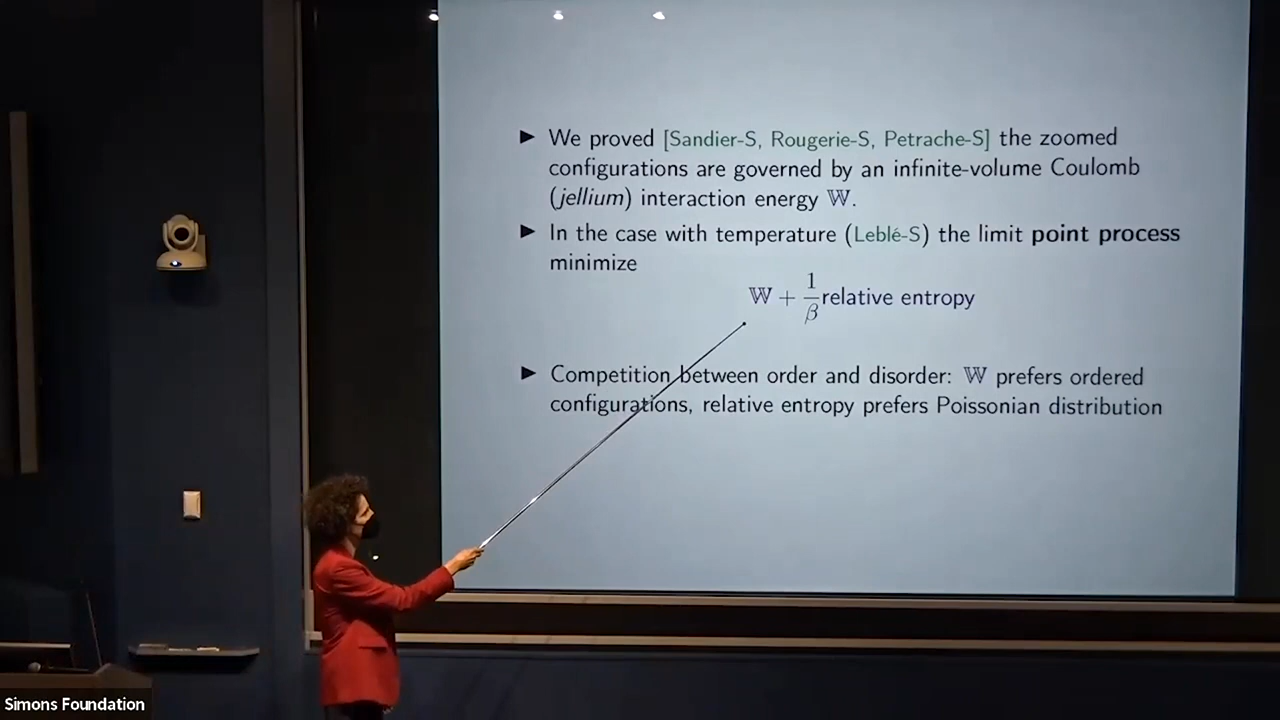 ► We proved [Sandier-S, Rougerie-S, Petrache-S] the zoomed
configurations are governed by an infinite-volume Coulomb
(jellium) interaction energy 𝕎.
► In the case with temperature (Leblé-S) the limit point process
minimize
𝕎 + 1/β relative entropy
► Competition between order and disorder: 𝕎 prefers ordered
configurations, relative entropy prefers Poissonian distribution
Simons Foundation